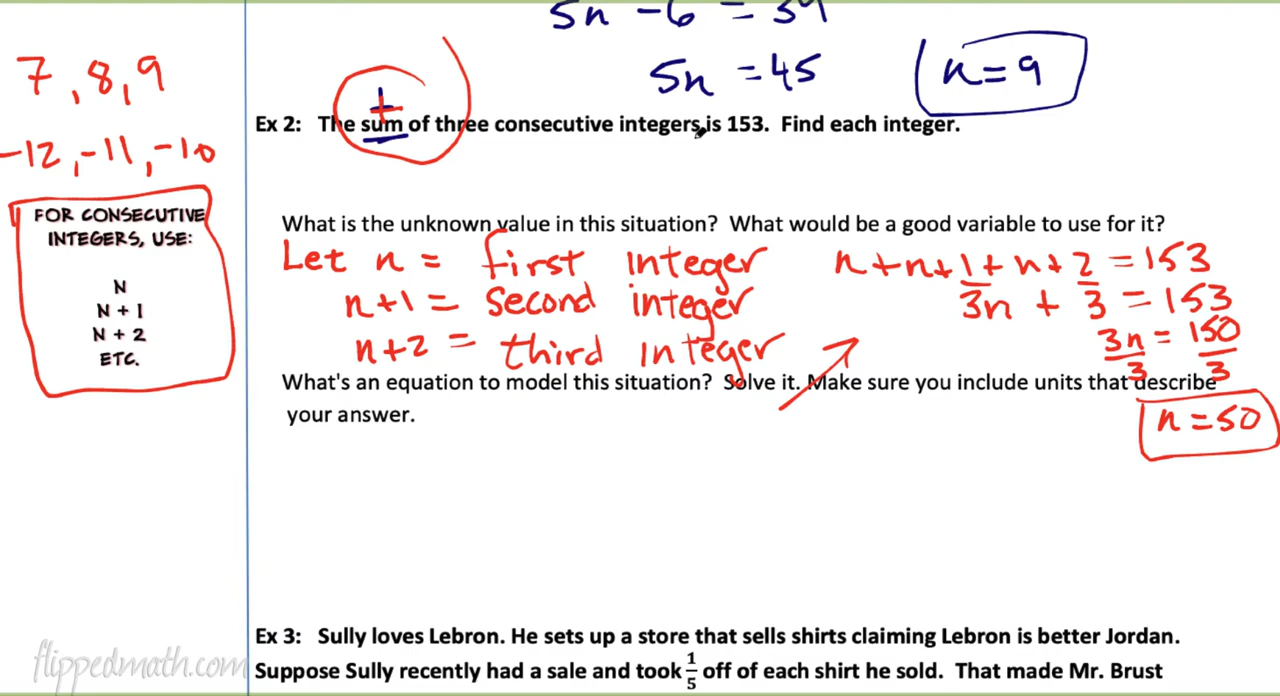 5n - 6 = 39
5n = 45
n = 9
7, 8, 9
-12, -11, -10
+
Ex 2: The sum of three consecutive integers is 153. Find each integer.
FOR CONSECUTIVE
INTEGERS, USE:
N
N + 1
N + 2
ETC.
What is the unknown value in this situation? What would be a good variable to use for it?
Let n = first integer
n+1 = second integer
n+2 = third integer
n+n+1+n+2 = 153
3n + 3 = 153
3n = 150
3 3
n = 50
What's an equation to model this situation? Solve it. Make sure you include units that describe
your answer.
Ex 3: Sully loves Lebron. He sets up a store that sells shirts claiming Lebron is better Jordan.
Suppose Sully recently had a sale and took 1/5 off of each shirt he sold. That made Mr. Brust
flippedmath.com